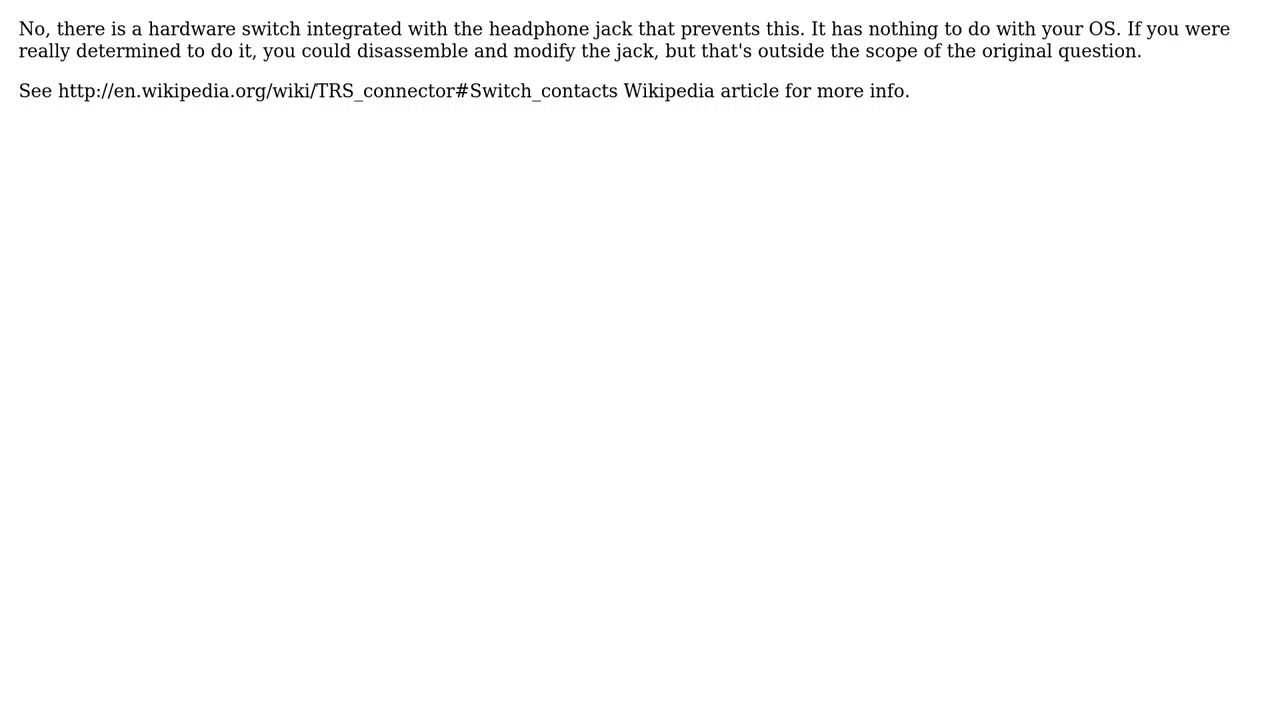 No, there is a hardware switch integrated with the headphone jack that prevents this. It has nothing to do with your OS. If you were
really determined to do it, you could disassemble and modify the jack, but that's outside the scope of the original question.
See http://en.wikipedia.org/wiki/TRS_connector#Switch_contacts Wikipedia article for more info.